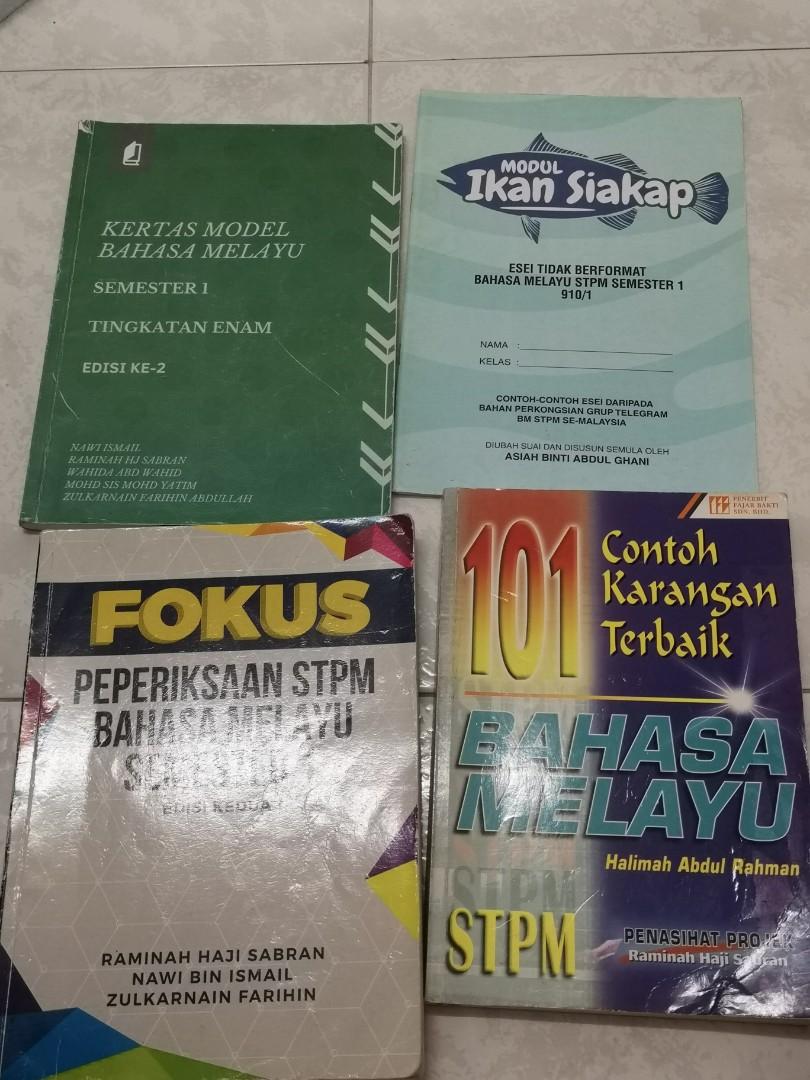 KERTAS MODEL
BAHASA MELAYU
SEMESTER 1
TINGKATAN ENAM
EDISI KE-2
NAWI ISMAIL
RAMINAH HJ SABRAN
WAHIDA ABD WAHID
MOHD SIS MOHD YATIM
ZULKARNAIN FARIHIN ABDULLAH
MODUL
Ikan Siakap
ESEI TIDAK BERFORMAT
BAHASA MELAYU STPM SEMESTER 1
910/1
NAMA :
KELAS :
CONTOH-CONTOH ESEI DARIPADA
BAHAN PERKONGSIAN GRUP TELEGRAM
BM STPM SE-MALAYSIA
DIUBAH SUAI DAN DISUSUN SEMULA OLEH
ASIAH BINTI ABDUL GHANI
FOKUS
PEPERIKSAAN STPM
BAHASA MELAYU
SEMESTER
EDISI KEDUA
RAMINAH HAJI SABRAN
NAWI BIN ISMAIL
ZULKARNAIN FARIHIN
PENERBIT
FAJAR BAKTI
SDN. BHD.
101
Contoh
Karangan
Terbaik
BAHASA
MELAYU
Halimah Abdul Rahman
STPM
STPM
PENASIHAT PROJEK
Raminah Haji Sabran